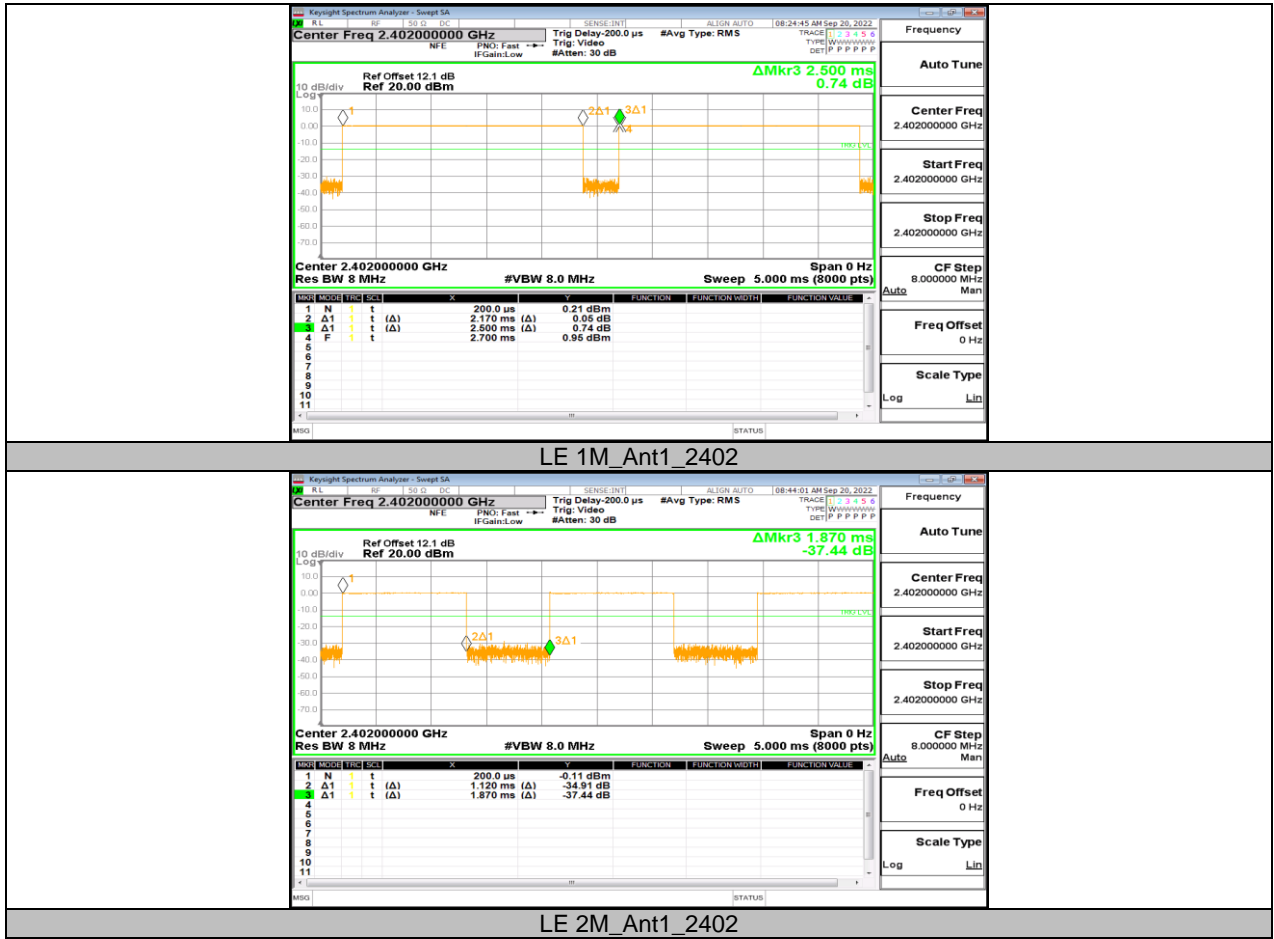 Keysight Spectrum Analyzer - Swept SA
RL RF 50 Ω DC SENSE:INT ALIGN AUTO 08:24:45 AM Sep 20, 2022
Center Freq 2.402000000 GHz Trig Delay-200.0 µs #Avg Type: RMS TRACE 1 2 3 4 5 6
NFE PNO: Fast Trig: Video TYPE WWWWWW
IFGain:Low #Atten: 30 dB DET P P P P P P
Frequency
Auto Tune
ΔMkr3 2.500 ms
0.74 dB
Ref Offset 12.1 dB
10 dB/div Ref 20.00 dBm
Log
10.0
0.00
-10.0
-20.0
-30.0
-40.0
-50.0
-60.0
-70.0
1 2Δ1 3Δ1
4
TRIG LVL
Center 2.402000000 GHz Span 0 Hz
Res BW 8 MHz #VBW 8.0 MHz Sweep 5.000 ms (8000 pts)
MKR MODE TRC SCL X Y FUNCTION FUNCTION WIDTH FUNCTION VALUE
1 N 1 t 200.0 µs 0.21 dBm
2 Δ1 1 t (Δ) 2.170 ms (Δ) 0.05 dB
3 Δ1 1 t (Δ) 2.500 ms (Δ) 0.74 dB
4 F 1 t 2.700 ms 0.95 dBm
5
6
7
8
9
10
11
MSG STATUS
Center Freq
2.402000000 GHz
Start Freq
2.402000000 GHz
Stop Freq
2.402000000 GHz
CF Step
8.000000 MHz
Auto Man
Freq Offset
0 Hz
Scale Type
Log Lin
LE 1M_Ant1_2402
Keysight Spectrum Analyzer - Swept SA
RL RF 50 Ω DC SENSE:INT ALIGN AUTO 08:44:01 AM Sep 20, 2022
Center Freq 2.402000000 GHz Trig Delay-200.0 µs #Avg Type: RMS TRACE 1 2 3 4 5 6
NFE PNO: Fast Trig: Video TYPE WWWWWW
IFGain:Low #Atten: 30 dB DET P P P P P P
Frequency
Auto Tune
ΔMkr3 1.870 ms
-37.44 dB
Ref Offset 12.1 dB
10 dB/div Ref 20.00 dBm
Log
10.0
0.00
-10.0
-20.0
-30.0
-40.0
-50.0
-60.0
-70.0
1
TRIG LVL
2Δ1 3Δ1
Center 2.402000000 GHz Span 0 Hz
Res BW 8 MHz #VBW 8.0 MHz Sweep 5.000 ms (8000 pts)
MKR MODE TRC SCL X Y FUNCTION FUNCTION WIDTH FUNCTION VALUE
1 N 1 t 200.0 µs -0.11 dBm
2 Δ1 1 t (Δ) 1.120 ms (Δ) -34.91 dB
3 Δ1 1 t (Δ) 1.870 ms (Δ) -37.44 dB
4
5
6
7
8
9
10
11
MSG STATUS
Center Freq
2.402000000 GHz
Start Freq
2.402000000 GHz
Stop Freq
2.402000000 GHz
CF Step
8.000000 MHz
Auto Man
Freq Offset
0 Hz
Scale Type
Log Lin
LE 2M_Ant1_2402